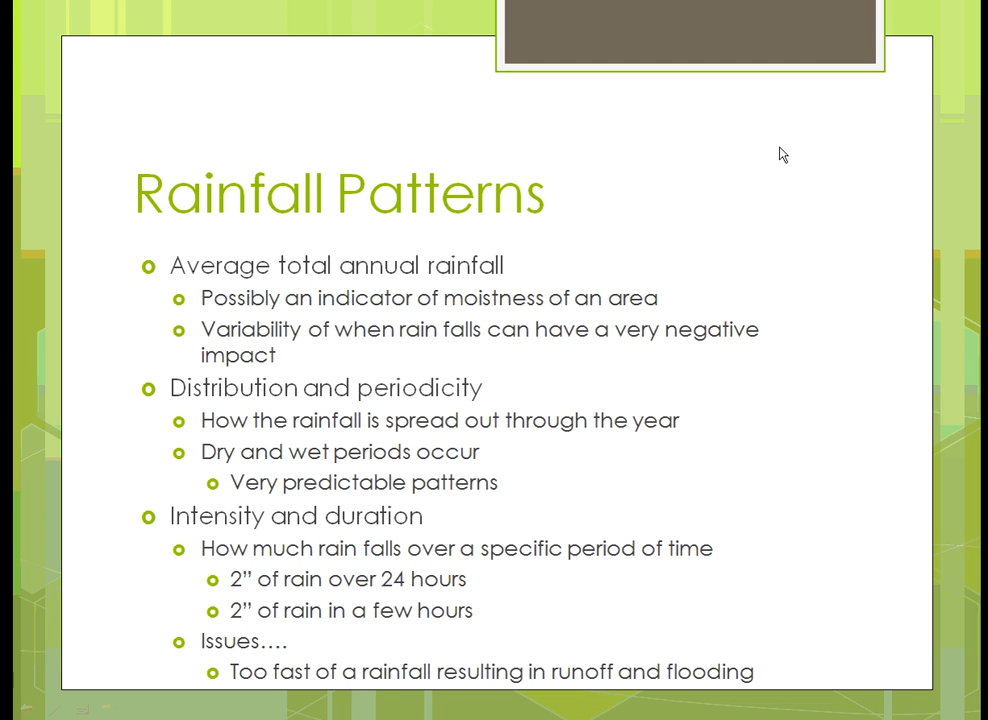 Rainfall Patterns
Average total annual rainfall
Possibly an indicator of moistness of an area
Variability of when rain falls can have a very negative
impact
Distribution and periodicity
How the rainfall is spread out through the year
Dry and wet periods occur
Very predictable patterns
Intensity and duration
How much rain falls over a specific period of time
2” of rain over 24 hours
2” of rain in a few hours
Issues….
Too fast of a rainfall resulting in runoff and flooding